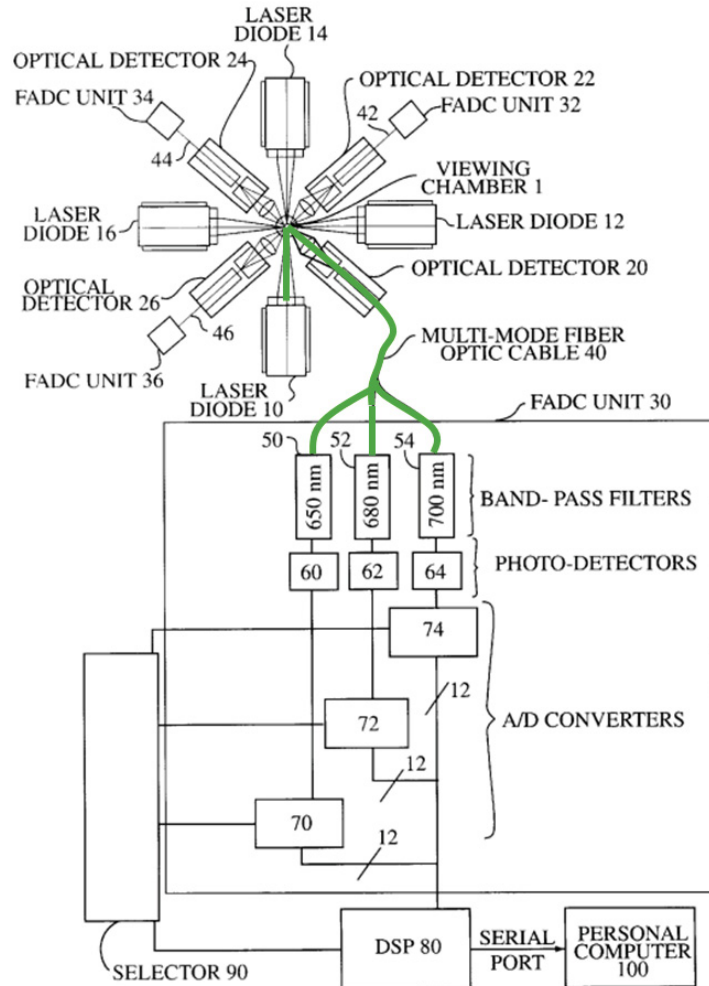 LASER
DIODE 14
OPTICAL DETECTOR 24
OPTICAL DETECTOR 22
FADC UNIT 34
42
FADC UNIT 32
44
VIEWING
CHAMBER 1
LASER
DIODE 16
LASER DIODE 12
OPTICAL DETECTOR 20
OPTICAL
DETECTOR 26
46
MULTI-MODE FIBER
OPTIC CABLE 40
FADC UNIT 36
LASER
DIODE 10
FADC UNIT 30
50
52
54
650 nm
680 nm
700 nm
BAND- PASS FILTERS
60
62
64
PHOTO-DETECTORS
74
12
72
A/D CONVERTERS
12
70
12
DSP 80
SERIAL
PORT
PERSONAL
COMPUTER
100
SELECTOR 90